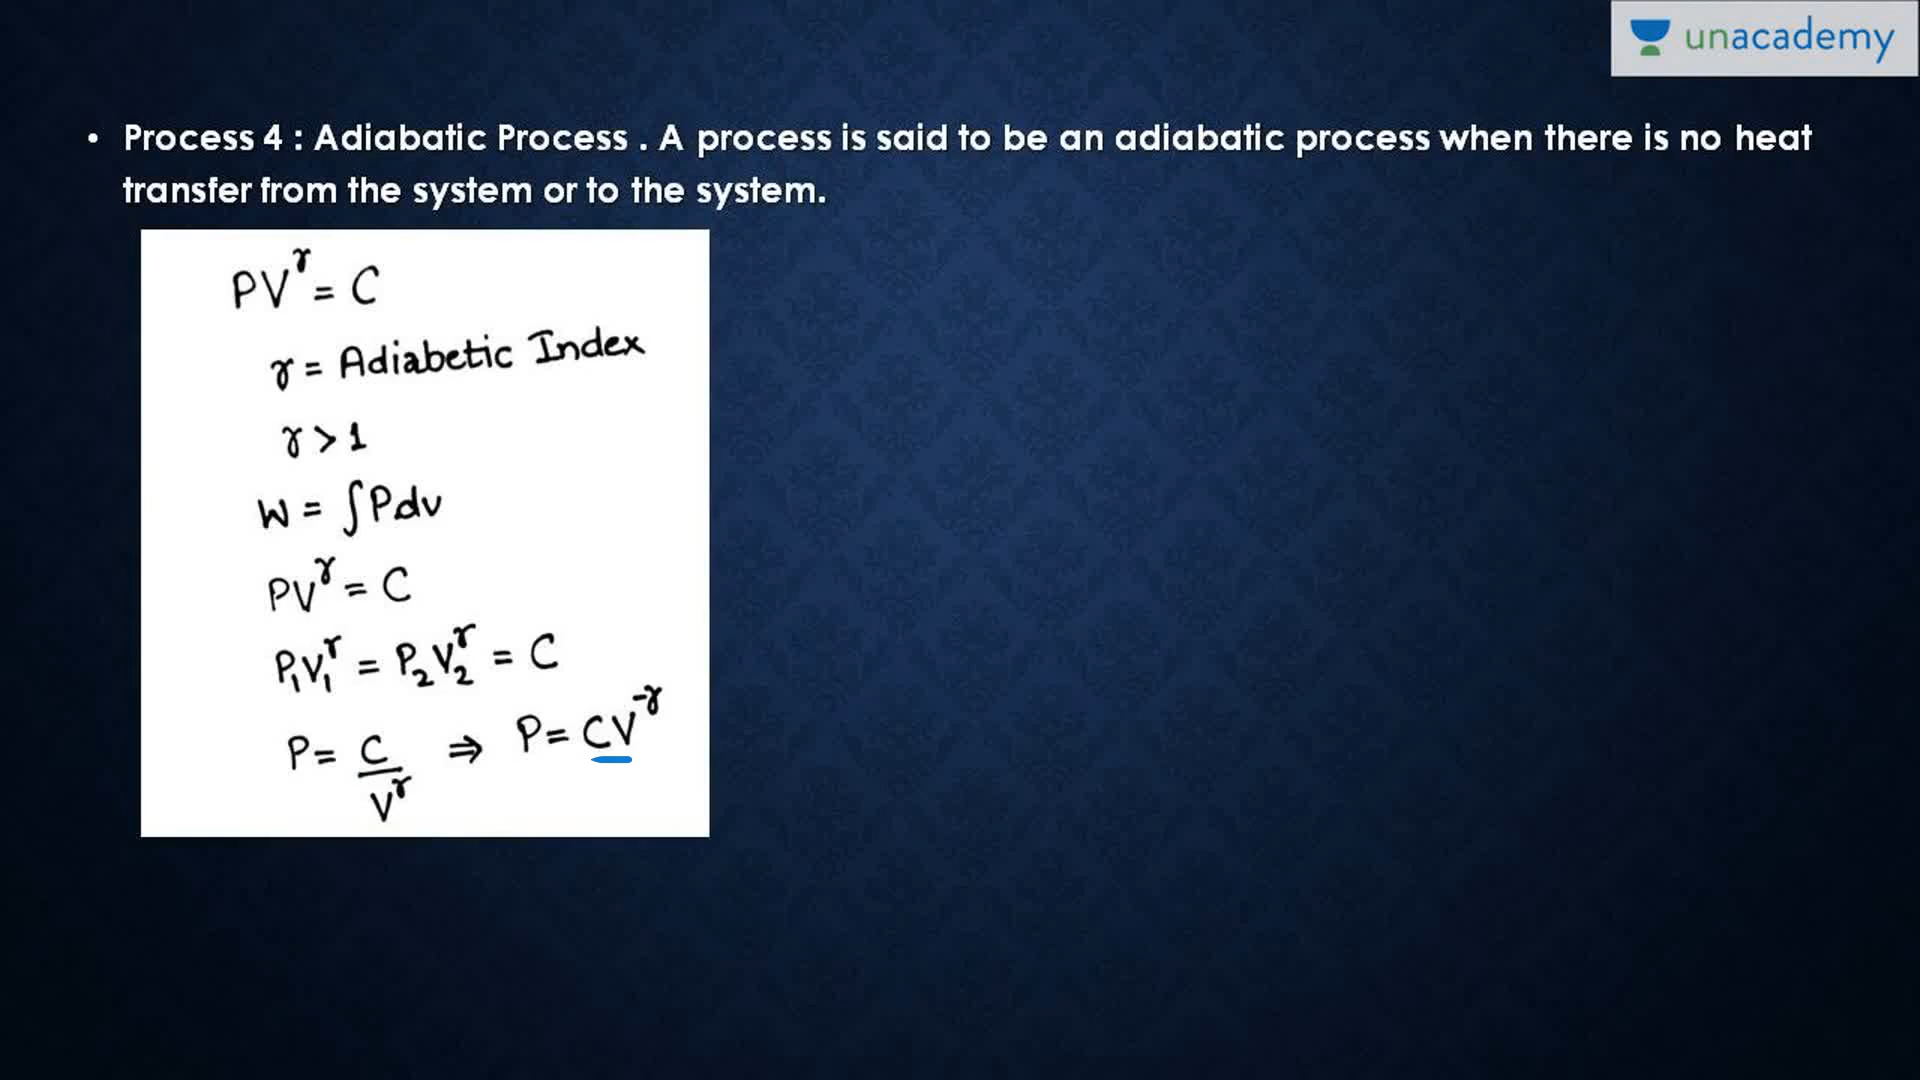 unacademy
• Process 4 : Adiabatic Process . A process is said to be an adiabatic process when there is no heat
transfer from the system or to the system.
PV^γ = C
γ = Adiabetic Index
γ > 1
W = ∫Pdv
PV^γ = C
P₁V₁^γ = P₂V₂^γ = C
P = C/V^γ ⇒ P = CV^-γ